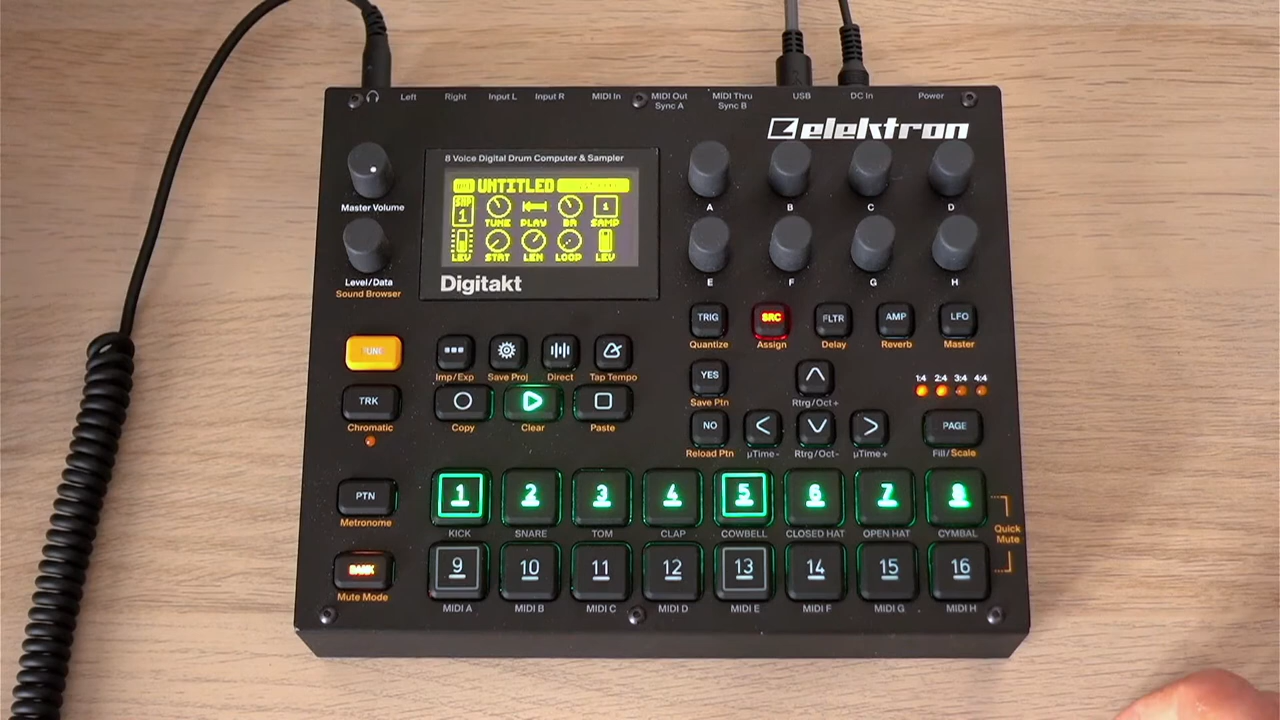 Left Right Input L Input R MIDI In MIDI Out MIDI Thru USB DC In Power
Sync A Sync B
elektron
8 Voice Digital Drum Computer & Sampler
UNTITLED
1 TUNE PLAY BR SAMP
LEV STRT LEN LOOP LEV
Digitakt
Master Volume
Level/Data
Sound Browser
A B C D
E F G H
TRIG SRC FLTR AMP LFO
Quantize Assign Delay Reverb Master
FUNC
Imp/Exp Save Proj Direct Tap Tempo
YES
Save Ptn Rtrg/Oct+
1:4 2:4 3:4 4:4
TRK
Chromatic
Copy Clear Paste
NO PAGE
Reload Ptn µTime- Rtrg/Oct- µTime+ Fill/Scale
PTN
Metronome
1 2 3 4 5 6 7 8
KICK SNARE TOM CLAP COWBELL CLOSED HAT OPEN HAT CYMBAL
Quick
Mute
BANK
Mute Mode
9 10 11 12 13 14 15 16
MIDI A MIDI B MIDI C MIDI D MIDI E MIDI F MIDI G MIDI H